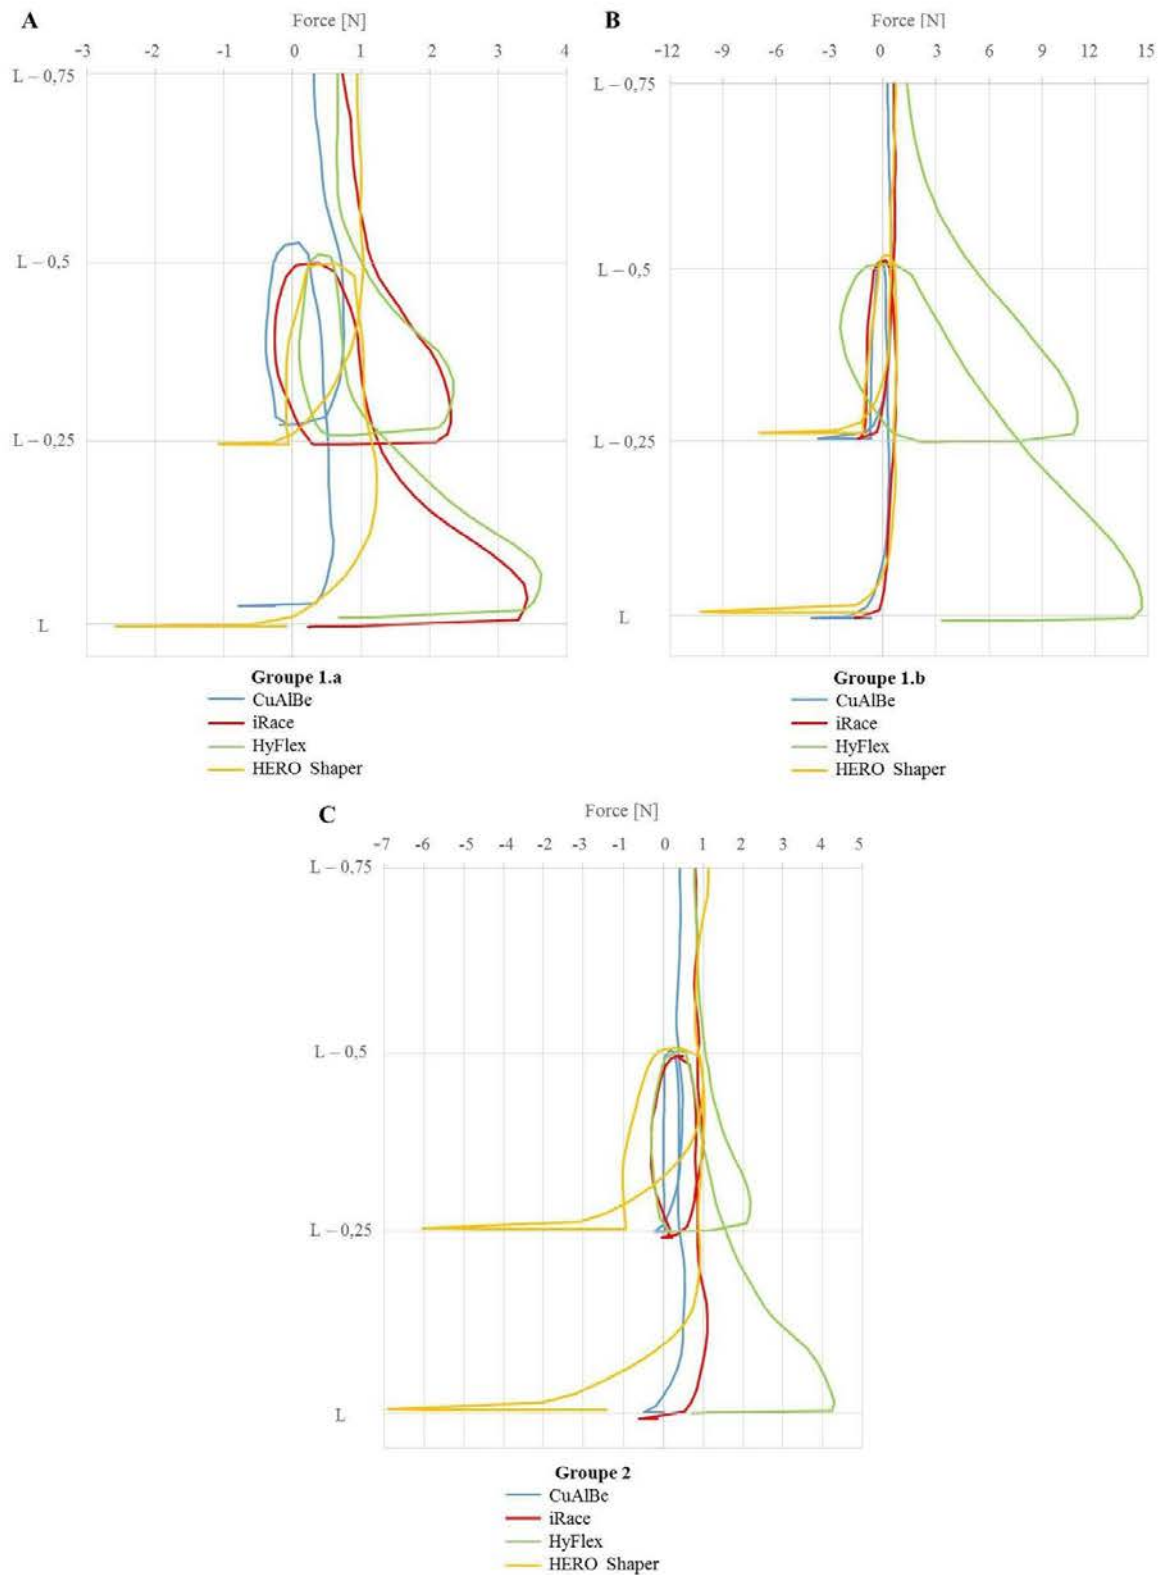 A
Force [N]
-3 -2 -1 0 1 2 3 4
L – 0,75
L – 0,5
L – 0,25
L
Groupe 1.a
CuAlBe
iRace
HyFlex
HERO Shaper
B
Force [N]
-12 -9 -6 -3 0 3 6 9 12 15
L – 0,75
L – 0,5
L – 0,25
L
Groupe 1.b
CuAlBe
iRace
HyFlex
HERO Shaper
C
Force [N]
-7 -6 -5 -4 -3 -2 -1 0 1 2 3 4 5
L – 0,75
L – 0,5
L – 0,25
L
Groupe 2
CuAlBe
iRace
HyFlex
HERO Shaper